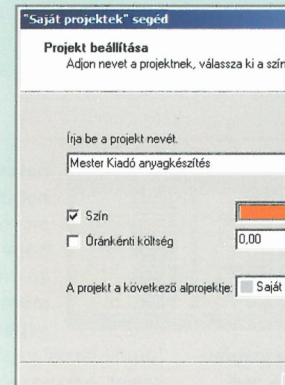 "Saját projektek" segéd
Projekt beállítása
Adjon nevet a projektnek, válassza ki a szín
Írja be a projekt nevét.
Mester Kiadó anyagkészítés
Szín
Óránkénti költség 0,00
A projekt a következő alprojektje: Saját